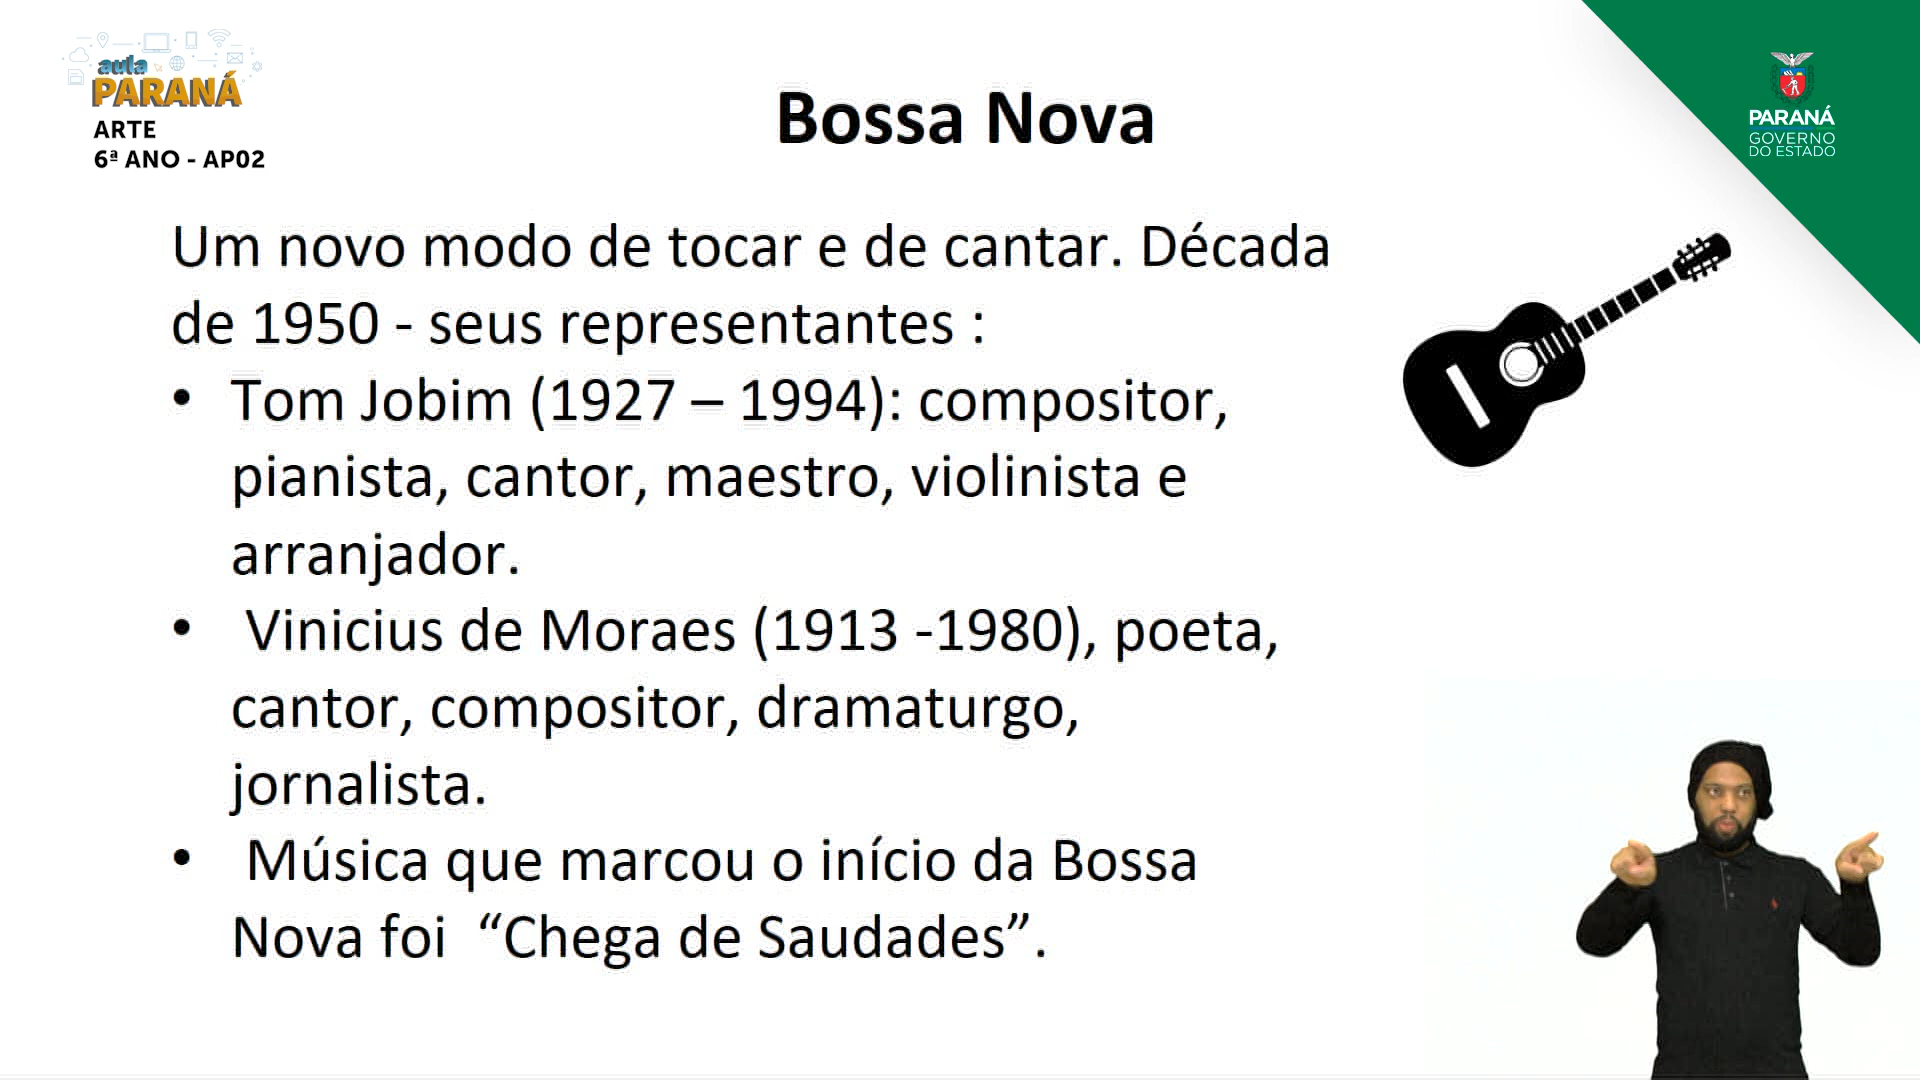 aula
PARANÁ
ARTE
6ª ANO - AP02
Bossa Nova
PARANÁ
GOVERNO
DO ESTADO
Um novo modo de tocar e de cantar. Década
de 1950 - seus representantes :
• Tom Jobim (1927 – 1994): compositor,
pianista, cantor, maestro, violinista e
arranjador.
• Vinicius de Moraes (1913 -1980), poeta,
cantor, compositor, dramaturgo,
jornalista.
• Música que marcou o início da Bossa
Nova foi “Chega de Saudades”.